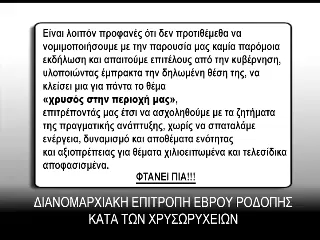 Είναι λοιπόν προφανές ότι δεν προτιθέμεθα να
νομιμοποιήσουμε με την παρουσία μας καμία παρόμοια
εκδήλωση και απαιτούμε επιτέλους από την κυβέρνηση,
υλοποιώντας έμπρακτα την δηλωμένη θέση της, να
κλείσει μια για πάντα το θέμα
«χρυσός στην περιοχή μας»,
επιτρέποντάς μας έτσι να ασχοληθούμε με τα ζητήματα
της πραγματικής ανάπτυξης, χωρίς να σπαταλάμε
ενέργεια, δυναμισμό και αποθέματα ενότητας
και αξιοπρέπειας για θέματα χιλιοειπωμένα και τελεσίδικα
αποφασισμένα.
ΦΤΑΝΕΙ ΠΙΑ!!!
ΔΙΑΝΟΜΑΡΧΙΑΚΗ ΕΠΙΤΡΟΠΗ ΕΒΡΟΥ ΡΟΔΟΠΗΣ
ΚΑΤΑ ΤΩΝ ΧΡΥΣΩΡΥΧΕΙΩΝ